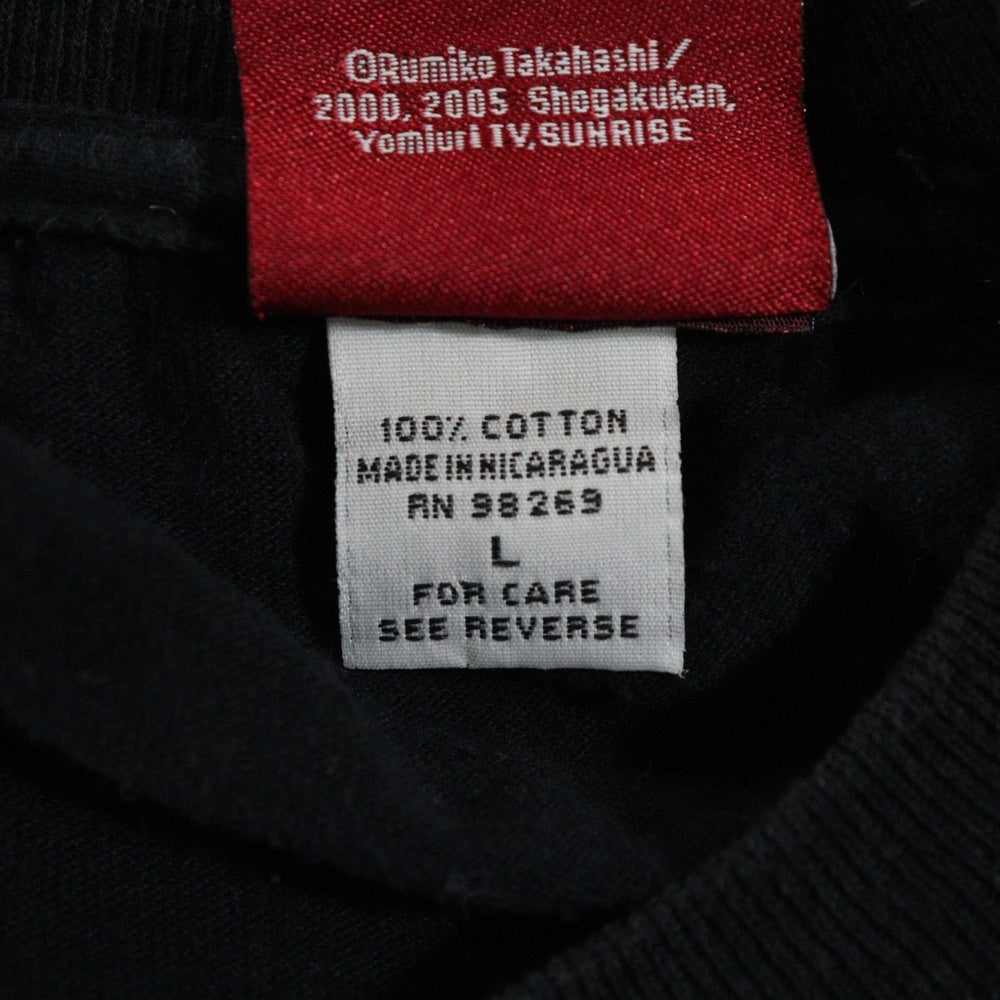 ©Rumiko Takahashi/
2000, 2005 Shogakukan,
Yomiuri TV, SUNRISE
100% COTTON
MADE IN NICARAGUA
RN 98269
L
FOR CARE
SEE REVERSE